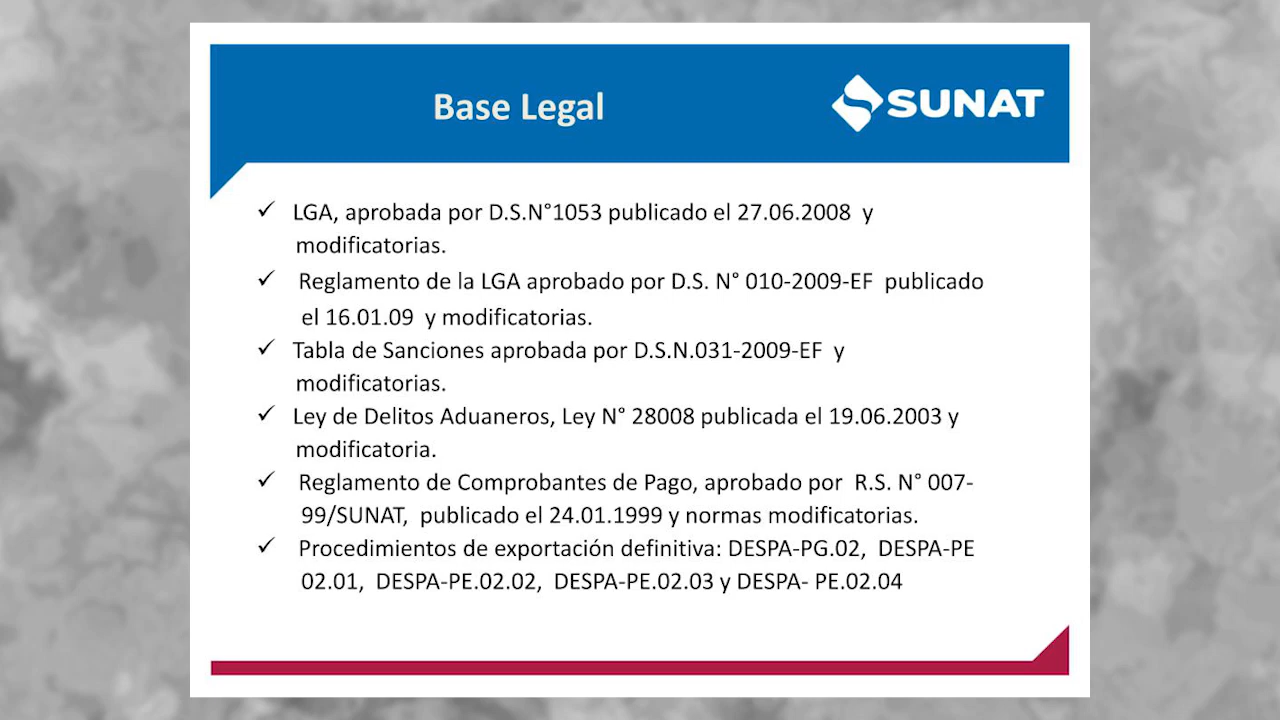 Base Legal
SUNAT
✓ LGA, aprobada por D.S.N°1053 publicado el 27.06.2008 y
modificatorias.
✓ Reglamento de la LGA aprobado por D.S. N° 010-2009-EF publicado
el 16.01.09 y modificatorias.
✓ Tabla de Sanciones aprobada por D.S.N.031-2009-EF y
modificatorias.
✓ Ley de Delitos Aduaneros, Ley N° 28008 publicada el 19.06.2003 y
modificatoria.
✓ Reglamento de Comprobantes de Pago, aprobado por R.S. N° 007-
99/SUNAT, publicado el 24.01.1999 y normas modificatorias.
✓ Procedimientos de exportación definitiva: DESPA-PG.02, DESPA-PE
02.01, DESPA-PE.02.02, DESPA-PE.02.03 y DESPA- PE.02.04